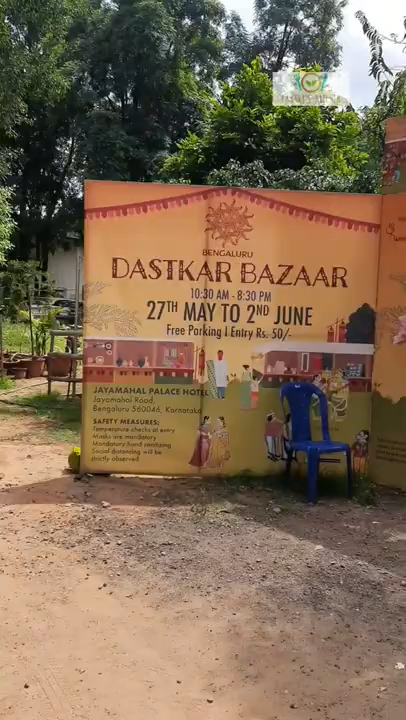 BENGALURU
DASTKAR BAZAAR
10:30 AM - 8:30 PM
27TH MAY TO 2ND JUNE
Free Parking I Entry Rs. 50/-
JAYAMAHAL PALACE HOTEL
Jayamahal Road,
Bengaluru 560046, Karnataka
SAFETY MEASURES:
Temperature checks at entry
Masks are mandatory
Mandatory hand sanitizing
Social distancing will be
strictly observed